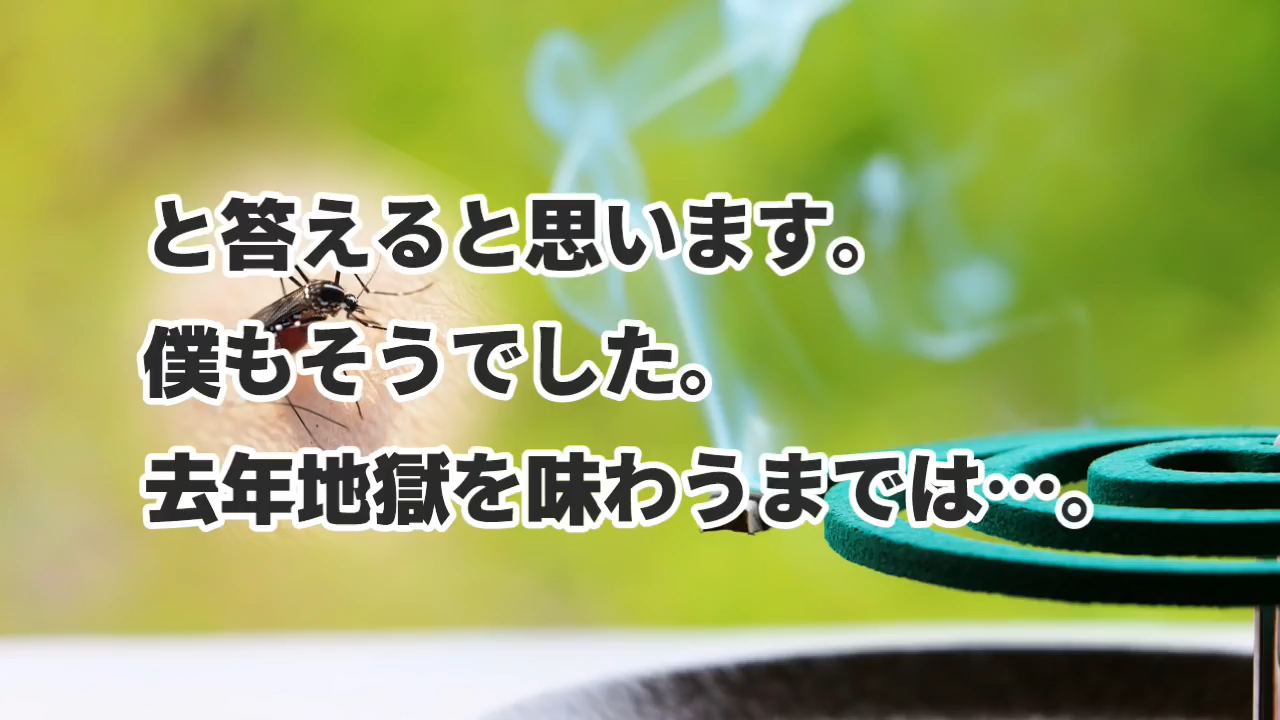 と答えると思います。
僕もそうでした。
去年地獄を味わうまでは…。